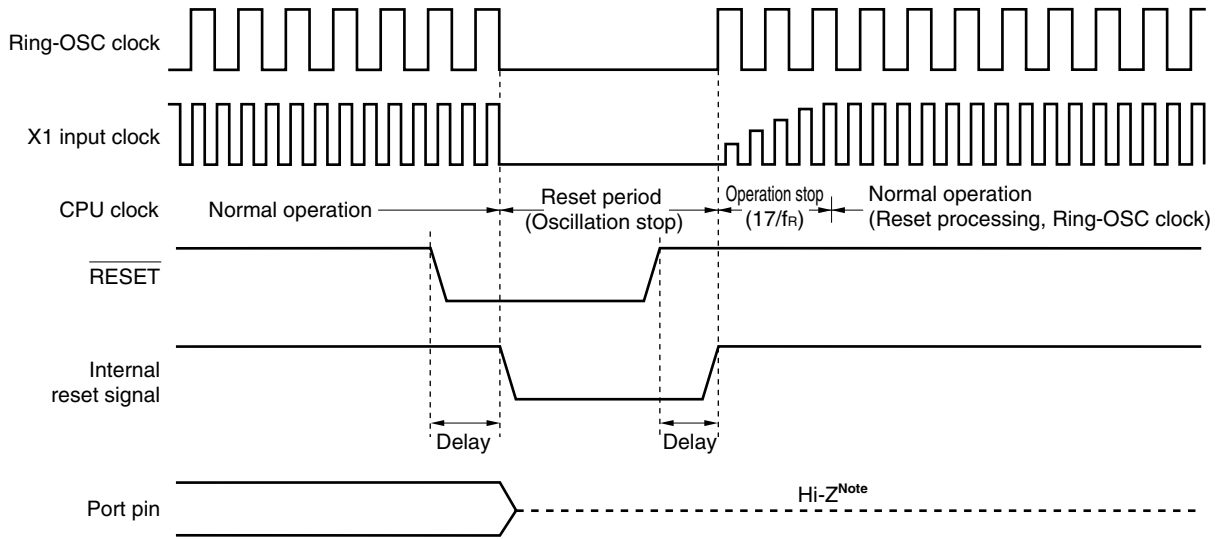 Ring-OSC clock
X1 input clock
CPU clock
Normal operation
Reset period
(Oscillation stop)
Operation stop
(17/fR)
Normal operation
(Reset processing, Ring-OSC clock)
RESET
Internal
reset signal
Delay
Delay
Port pin
Hi-ZNote